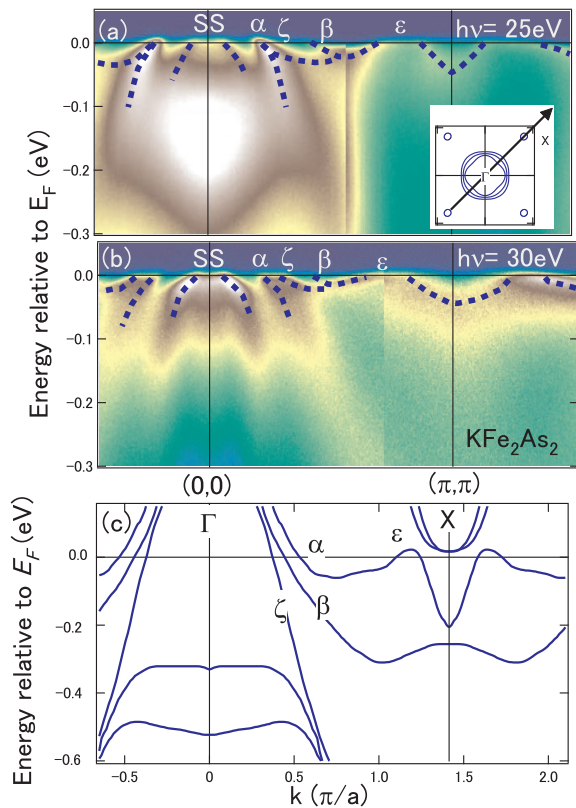 (a) SS α ζ β ε hν = 25eV
0.0
-0.1
-0.2
-0.3
Γ
X
Energy relative to E_F (eV)
(b) SS α ζ β ε hν = 30eV
0.0
-0.1
-0.2
-0.3
KFe₂As₂
(0,0) (π,π)
Energy relative to E_F (eV)
(c) Γ α ε X
ζ β
0.0
-0.2
-0.4
-0.6
-0.5 0 0.5 1.0 1.5 2.0
k (π/a)